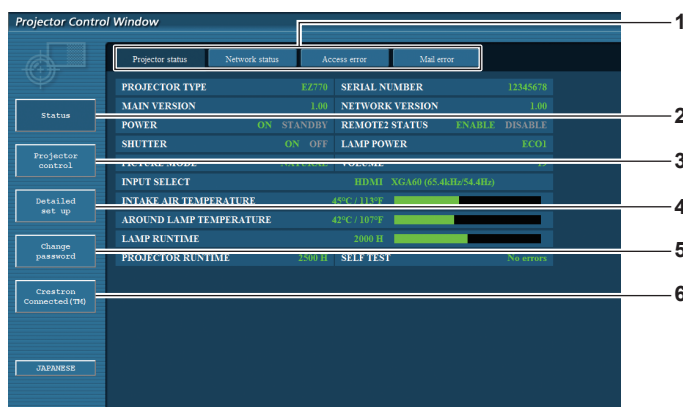 Projector Control Window
1
Projector status Network status Access error Mail error
PROJECTOR TYPE EZ770 SERIAL NUMBER 12345678
MAIN VERSION 1.00 NETWORK VERSION 1.00
Status
2
POWER ON STANDBY REMOTE2 STATUS ENABLE DISABLE
SHUTTER ON OFF LAMP POWER ECO1
Projector control
3
PICTURE MODE NATURAL VOLUME
INPUT SELECT HDMI XGA60 (65.4kHz/54.4Hz)
INTAKE AIR TEMPERATURE 45°C / 113°F
Detailed set up
4
AROUND LAMP TEMPERATURE 42°C / 107°F
LAMP RUNTIME 2000 H
Change password
5
PROJECTOR RUNTIME 2500 H SELF TEST No errors
Crestron Connected(TM)
6
JAPANESE